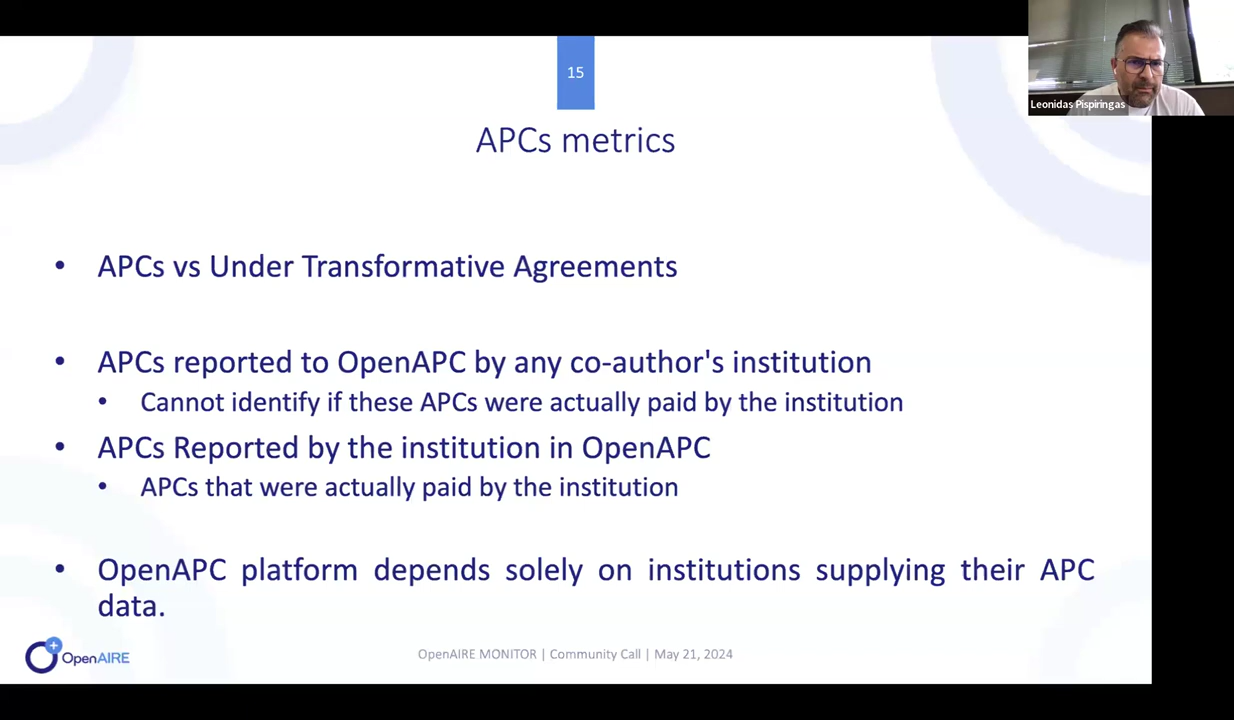 15
Leonidas Pispiringas
APCs metrics
• APCs vs Under Transformative Agreements
• APCs reported to OpenAPC by any co-author's institution
• Cannot identify if these APCs were actually paid by the institution
• APCs Reported by the institution in OpenAPC
• APCs that were actually paid by the institution
• OpenAPC platform depends solely on institutions supplying their APC
data.
OpenAIRE
OpenAIRE MONITOR | Community Call | May 21, 2024